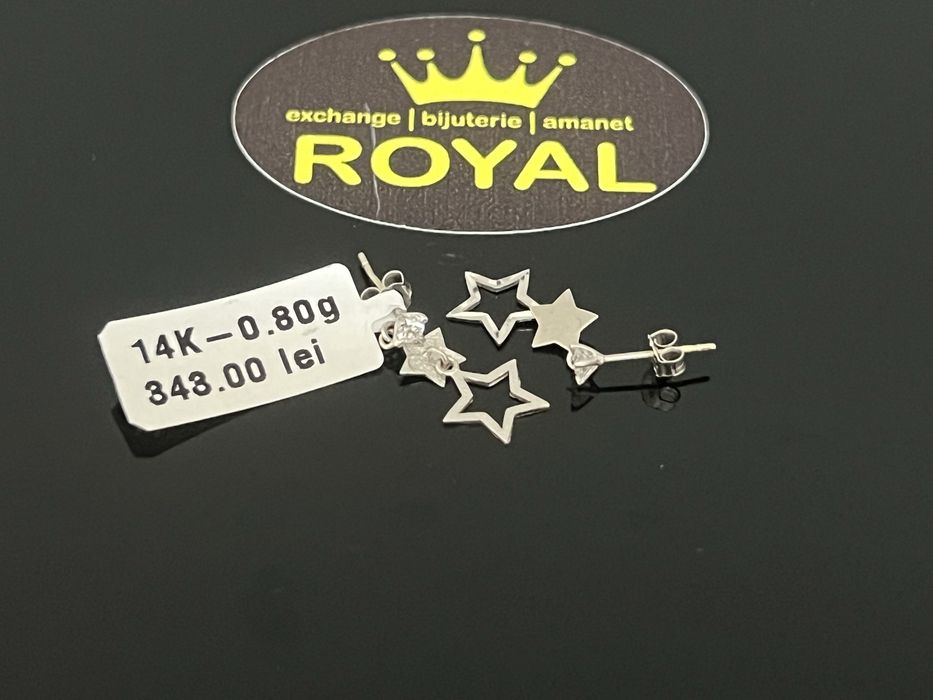 exchange | bijuterie | amanet
ROYAL
14K-0.80g
343.00 lei